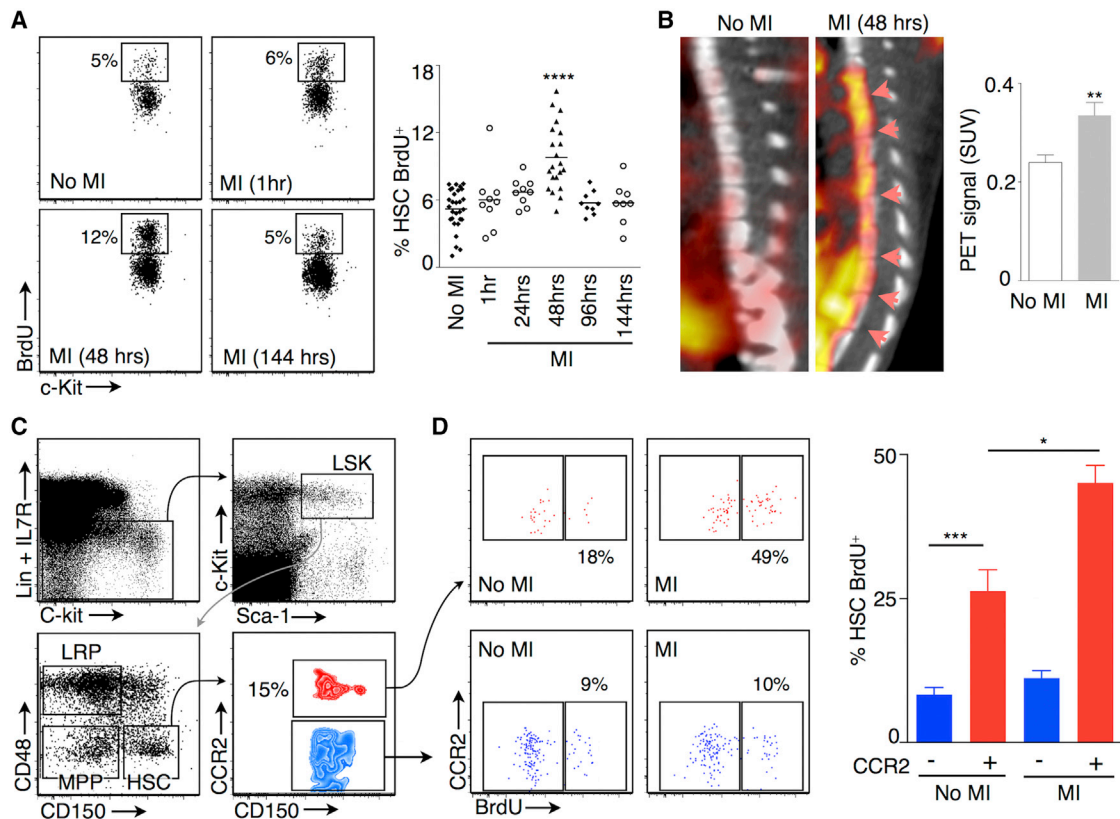 A
5%
6%
No MI
MI (1hr)
12%
5%
MI (48 hrs)
MI (144 hrs)
BrdU
c-Kit
% HSC BrdU+
18
12
6
0
****
No MI
1hr
24hrs
48hrs
96hrs
144hrs
MI
B
No MI
MI (48 hrs)
PET signal (SUV)
0.4
0.2
0
**
No MI
MI
C
Lin + IL7R
C-kit
LSK
c-Kit
Sca-1
LRP
MPP
HSC
CD48
CD150
15%
CCR2
CD150
D
18%
No MI
49%
MI
No MI
9%
MI
10%
CCR2
BrdU
% HSC BrdU+
50
25
0
***
*
- + - +
CCR2
No MI
MI